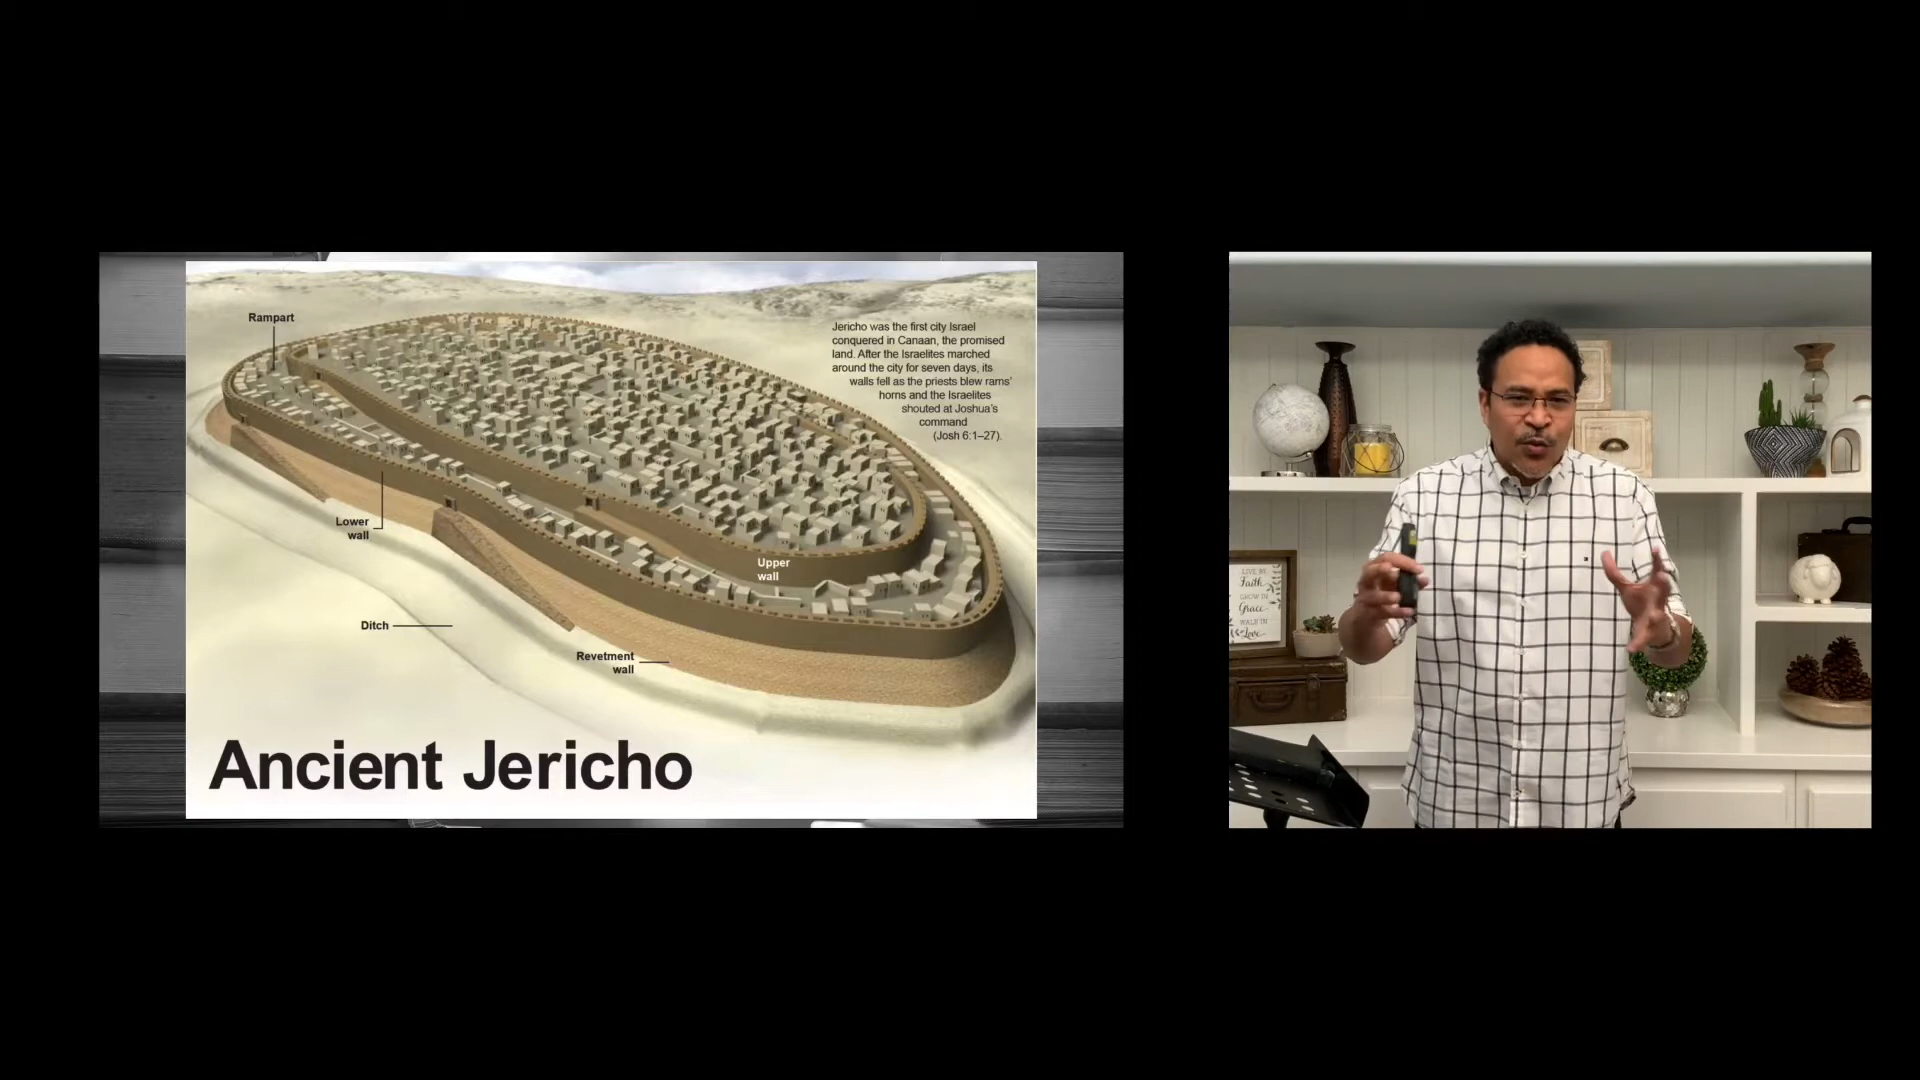 Rampart
Jericho was the first city Israel
conquered in Canaan, the promised
land. After the Israelites marched
around the city for seven days, its
walls fell as the priests blew rams'
horns and the Israelites
shouted at Joshua's
command
(Josh 6:1–27).
Lower
wall
Upper
wall
Ditch
Revetment
wall
Ancient Jericho
LIVE BY
Faith
GROW IN
Grace
WALK IN
Love